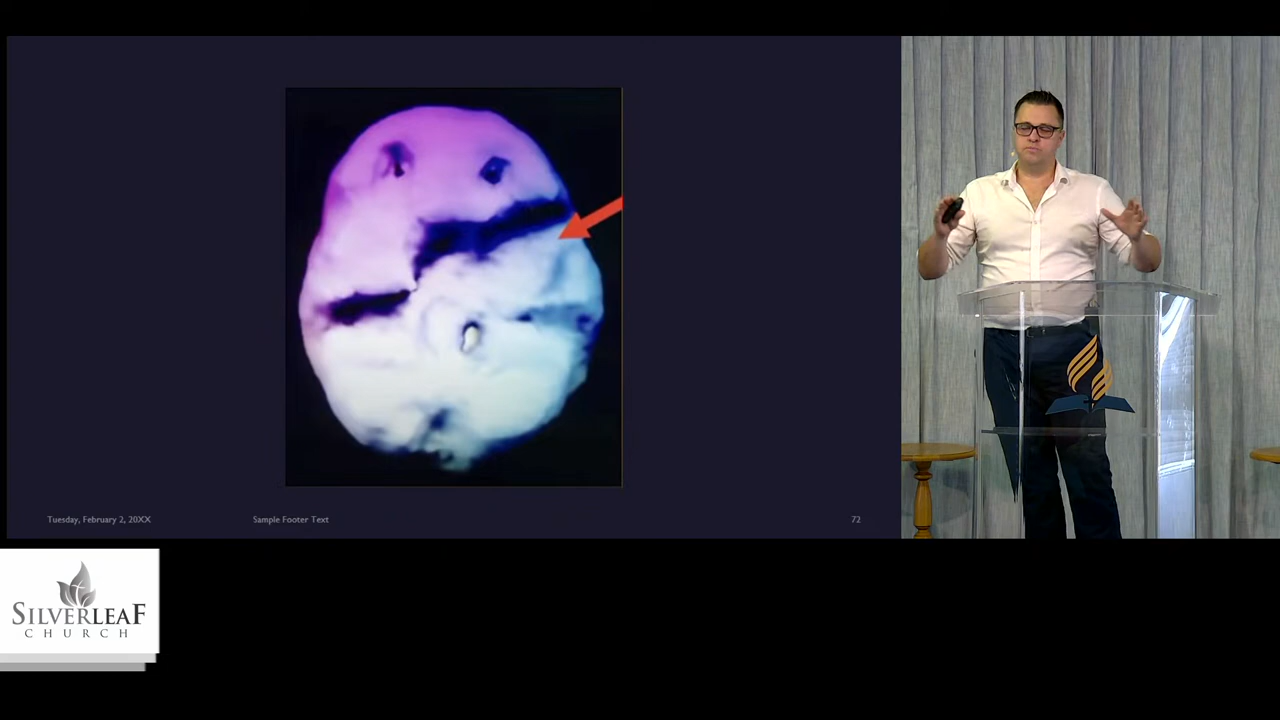 Tuesday, February 2, 20XX
Sample Footer Text
72
SILVERLEAF
CHURCH